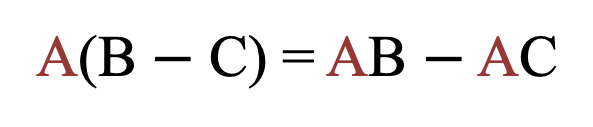 A(B − C) = AB − AC